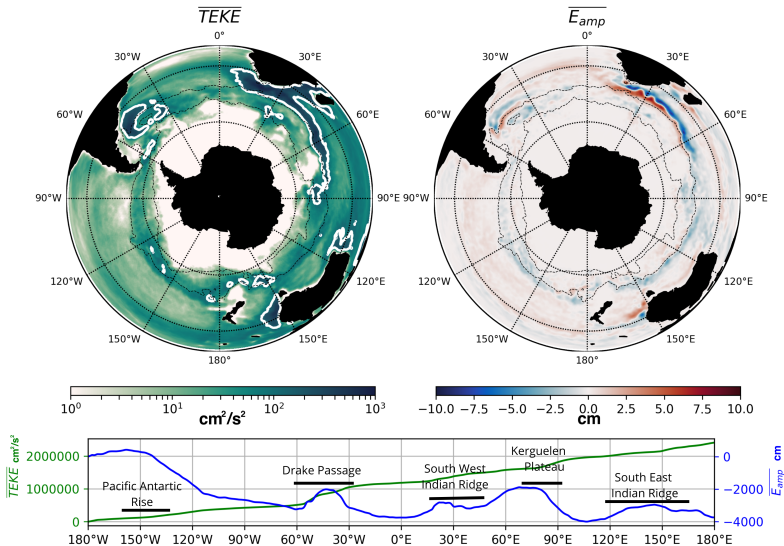 TEKE
E_amp
0°
30°W
30°E
60°W
60°E
90°W
90°E
120°W
120°E
150°W
150°E
180°
0°
30°W
30°E
60°W
60°E
90°W
120°W
120°E
150°W
150°E
180°
10⁰ 10¹ 10² 10³
cm²/s²
−10.0 −7.5 −5.0 −2.5 0.0 2.5 5.0 7.5 10.0
cm
TEKE cm²/s²
2000000
1000000
0
Pacific Antartic
Rise
Drake Passage
South West
Indian Ridge
Kerguelen
Plateau
South East
Indian Ridge
0
−2000
−4000
E_amp cm
180°W 150°W 120°W 90°W 60°W 30°W 0°W 30°E 60°E 90°E 120°E 150°E 180°E